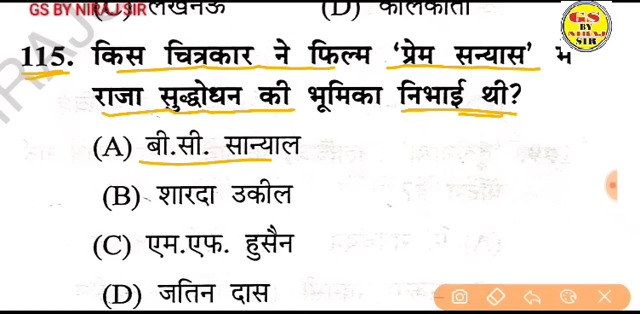 GS BY NIRAJ SIR
(C) लखनऊ (D) कोलकाता
GS
BY
NIRAJ
SIR
115. किस चित्रकार ने फिल्म 'प्रेम सन्यास' में
राजा सुद्धोधन की भूमिका निभाई थी?
(A) बी.सी. सान्याल
(B) शारदा उकील
(C) एम.एफ. हुसैन
(D) जतिन दास